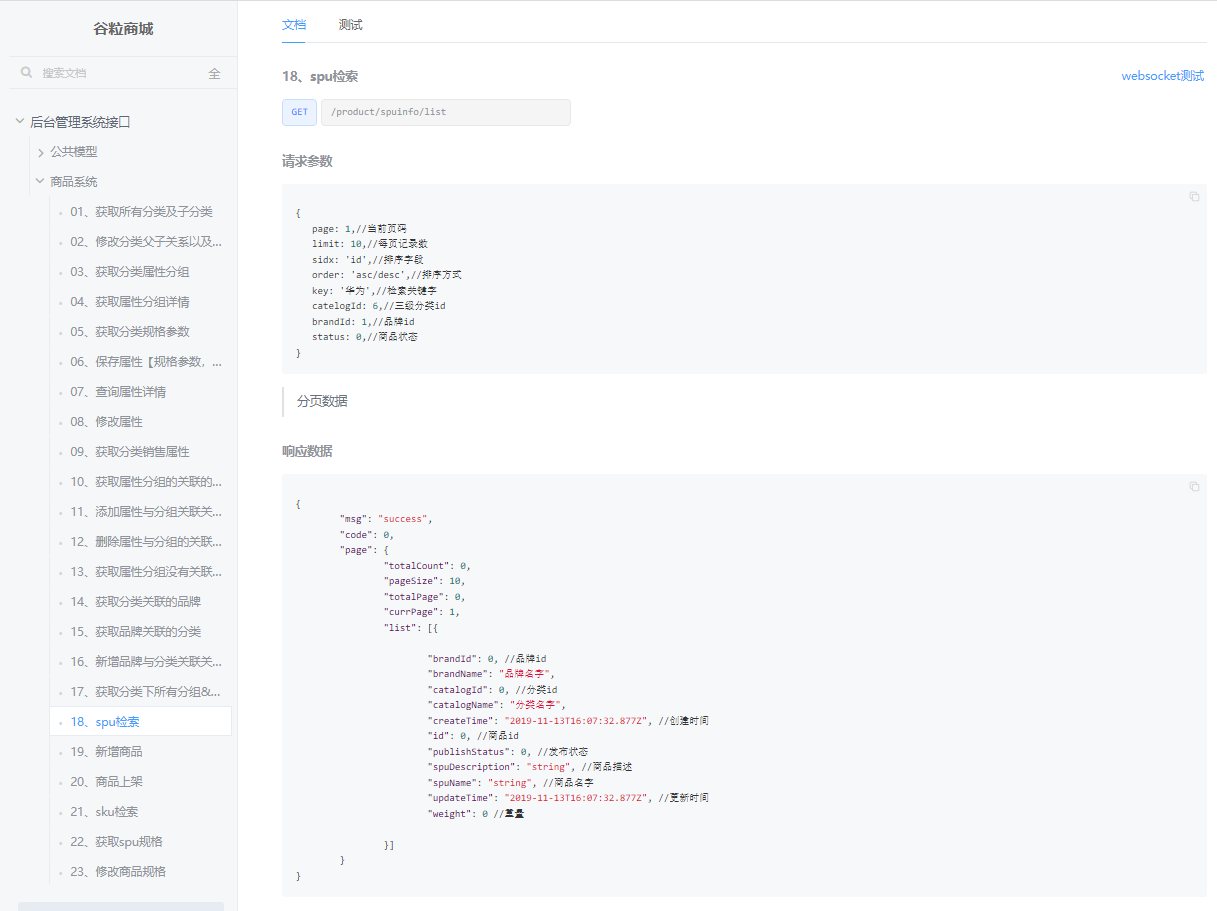 谷粒商城
搜索文档 全
后台管理系统接口
公共模型
商品系统
01、获取所有分类及子分类
02、修改分类父子关系以及...
03、获取分类属性分组
04、获取属性分组详情
05、获取分类规格参数
06、保存属性【规格参数，...
07、查询属性详情
08、修改属性
09、获取分类销售属性
10、获取属性分组的关联的...
11、添加属性与分组关联关...
12、删除属性与分组的关联...
13、获取属性分组没有关联...
14、获取分类关联的品牌
15、获取品牌关联的分类
16、新增品牌与分类关联关...
17、获取分类下所有分组&...
18、spu检索
19、新增商品
20、商品上架
21、sku检索
22、获取spu规格
23、修改商品规格
文档 测试
18、spu检索 websocket测试
GET /product/spuinfo/list
请求参数
{
page: 1,//当前页码
limit: 10,//每页记录数
sidx: 'id',//排序字段
order: 'asc/desc',//排序方式
key: '华为',//检索关键字
catelogId: 6,//三级分类id
brandId: 1,//品牌id
status: 0,//商品状态
}
分页数据
响应数据
{
"msg": "success",
"code": 0,
"page": {
"totalCount": 0,
"pageSize": 10,
"totalPage": 0,
"currPage": 1,
"list": [{
"brandId": 0, //品牌id
"brandName": "品牌名字",
"catalogId": 0, //分类id
"catalogName": "分类名字",
"createTime": "2019-11-13T16:07:32.877Z", //创建时间
"id": 0, //商品id
"publishStatus": 0, //发布状态
"spuDescription": "string", //商品描述
"spuName": "string", //商品名字
"updateTime": "2019-11-13T16:07:32.877Z", //更新时间
"weight": 0 //重量
}]
}
}